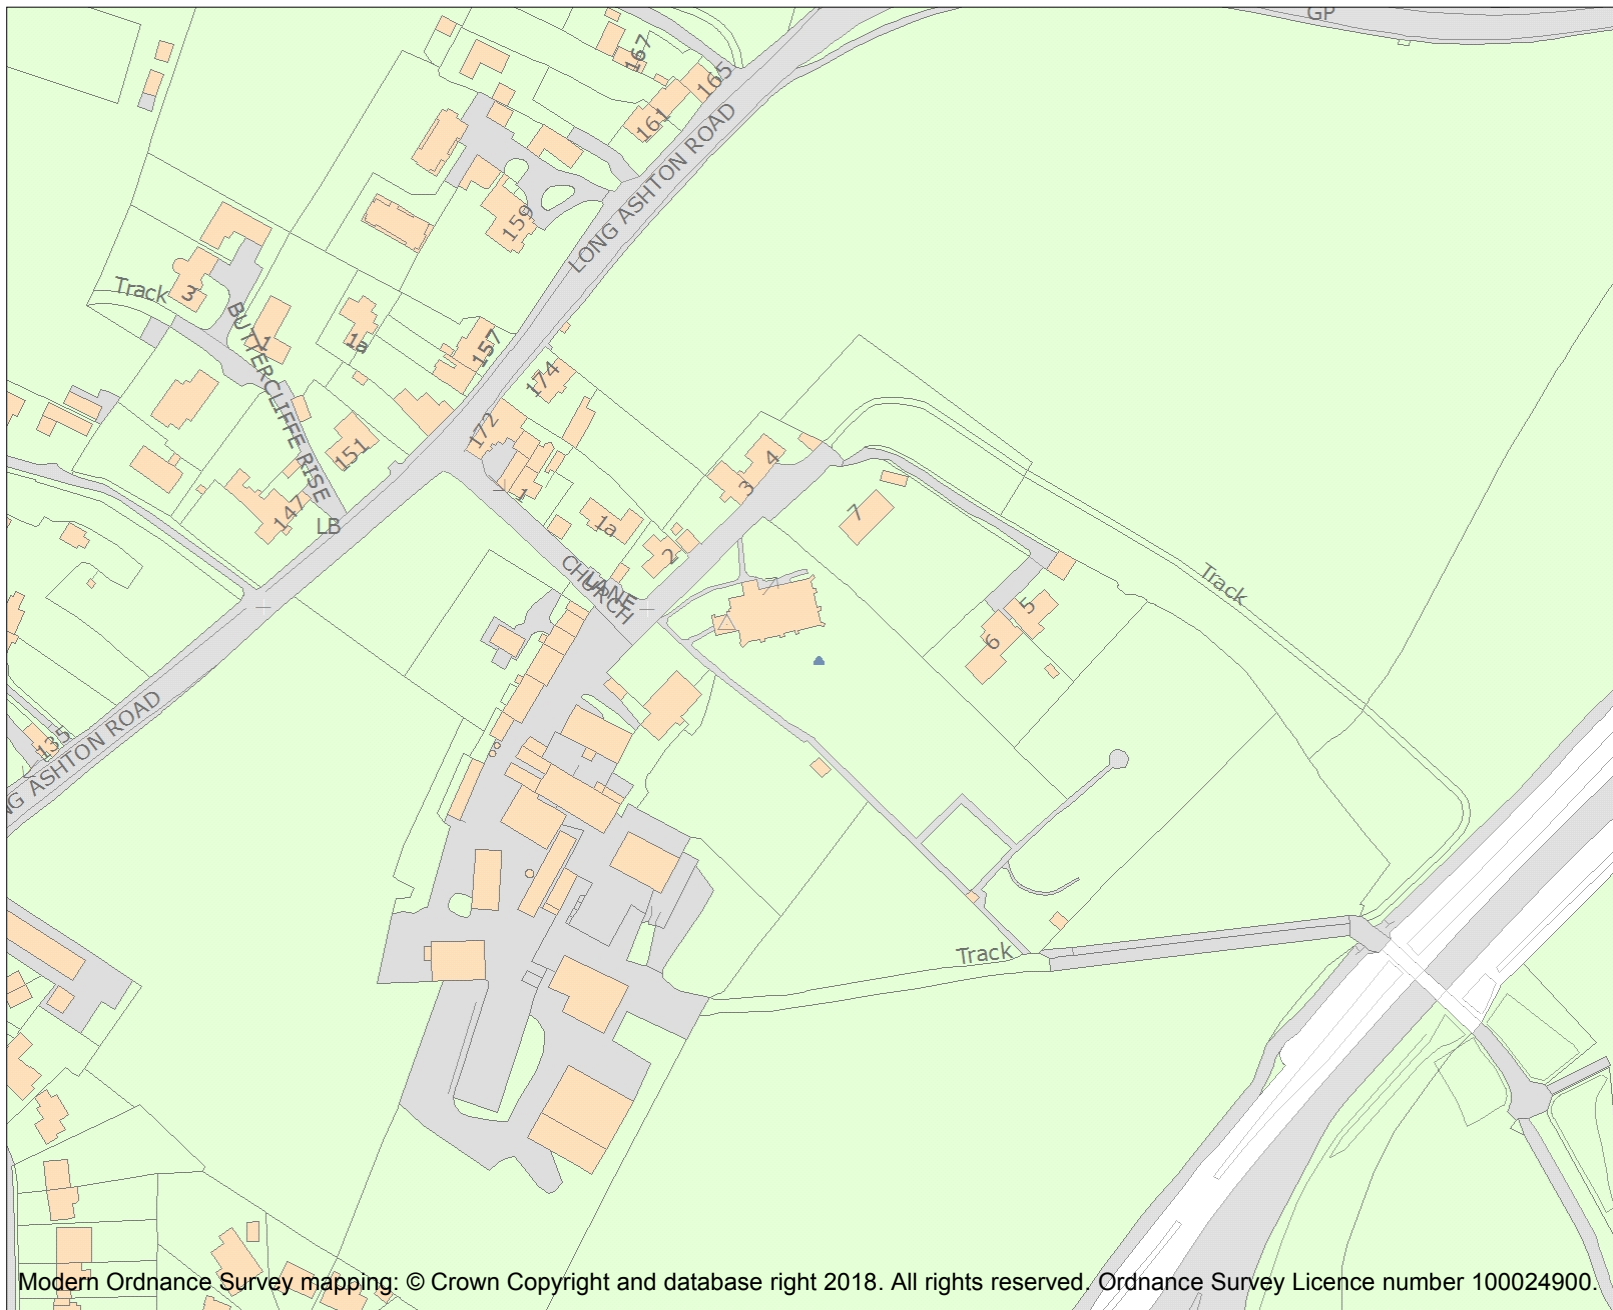 GP
167
165
161
LONG ASHTON ROAD
159
Track
3
BUTTERCLIFFE RISE
1
1a
157
174
172
151
147
LB
1
1a
2
3
4
7
CHURCH
LANE
Track
5
6
135
NG ASHTON ROAD
Track
Modern Ordnance Survey mapping: © Crown Copyright and database right 2018. All rights reserved. Ordnance Survey Licence number 100024900.